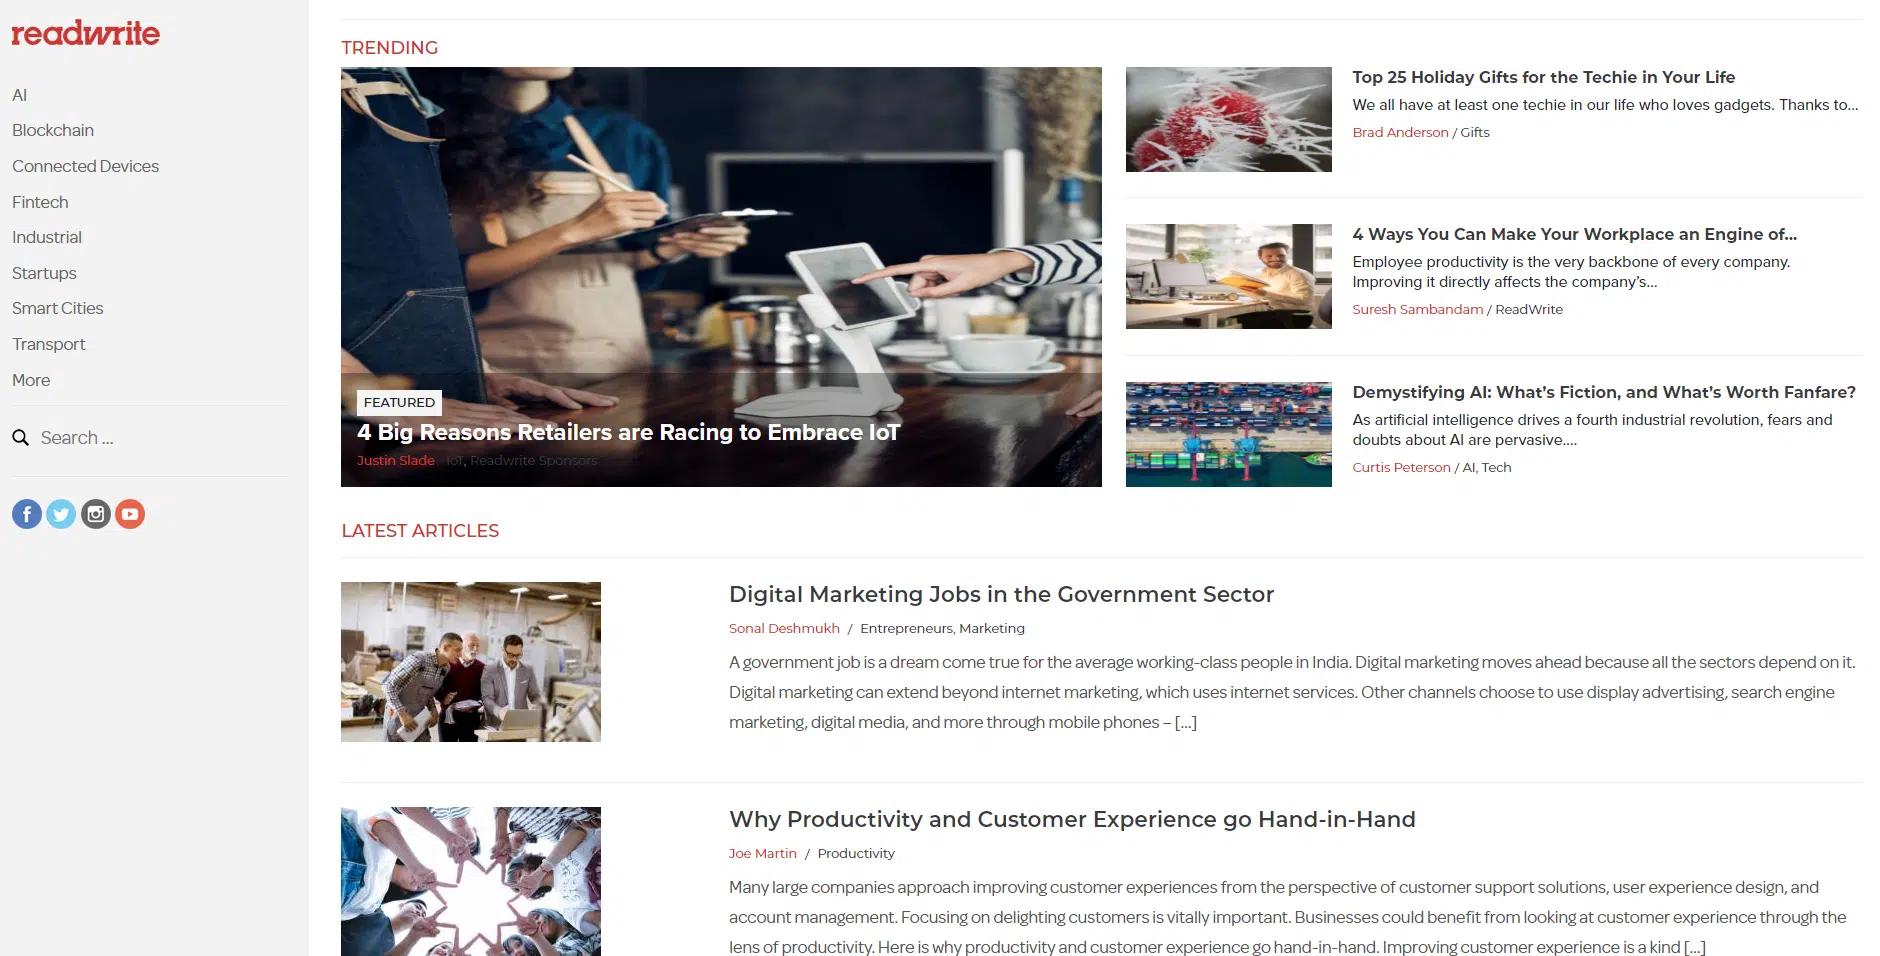 readwrite
AI
Blockchain
Connected Devices
Fintech
Industrial
Startups
Smart Cities
Transport
More
Search ...
TRENDING
FEATURED
4 Big Reasons Retailers are Racing to Embrace IoT
Justin Slade IoT, Readwrite Sponsors
Top 25 Holiday Gifts for the Techie in Your Life
We all have at least one techie in our life who loves gadgets. Thanks to...
Brad Anderson / Gifts
4 Ways You Can Make Your Workplace an Engine of...
Employee productivity is the very backbone of every company.
Improving it directly affects the company’s...
Suresh Sambandam / ReadWrite
Demystifying AI: What’s Fiction, and What’s Worth Fanfare?
As artificial intelligence drives a fourth industrial revolution, fears and
doubts about AI are pervasive....
Curtis Peterson / AI, Tech
LATEST ARTICLES
Digital Marketing Jobs in the Government Sector
Sonal Deshmukh / Entrepreneurs, Marketing
A government job is a dream come true for the average working-class people in India. Digital marketing moves ahead because all the sectors depend on it.
Digital marketing can extend beyond internet marketing, which uses internet services. Other channels choose to use display advertising, search engine
marketing, digital media, and more through mobile phones – [...]
Why Productivity and Customer Experience go Hand-in-Hand
Joe Martin / Productivity
Many large companies approach improving customer experiences from the perspective of customer support solutions, user experience design, and
account management. Focusing on delighting customers is vitally important. Businesses could benefit from looking at customer experience through the
lens of productivity. Here is why productivity and customer experience go hand-in-hand. Improving customer experience is a kind [...]